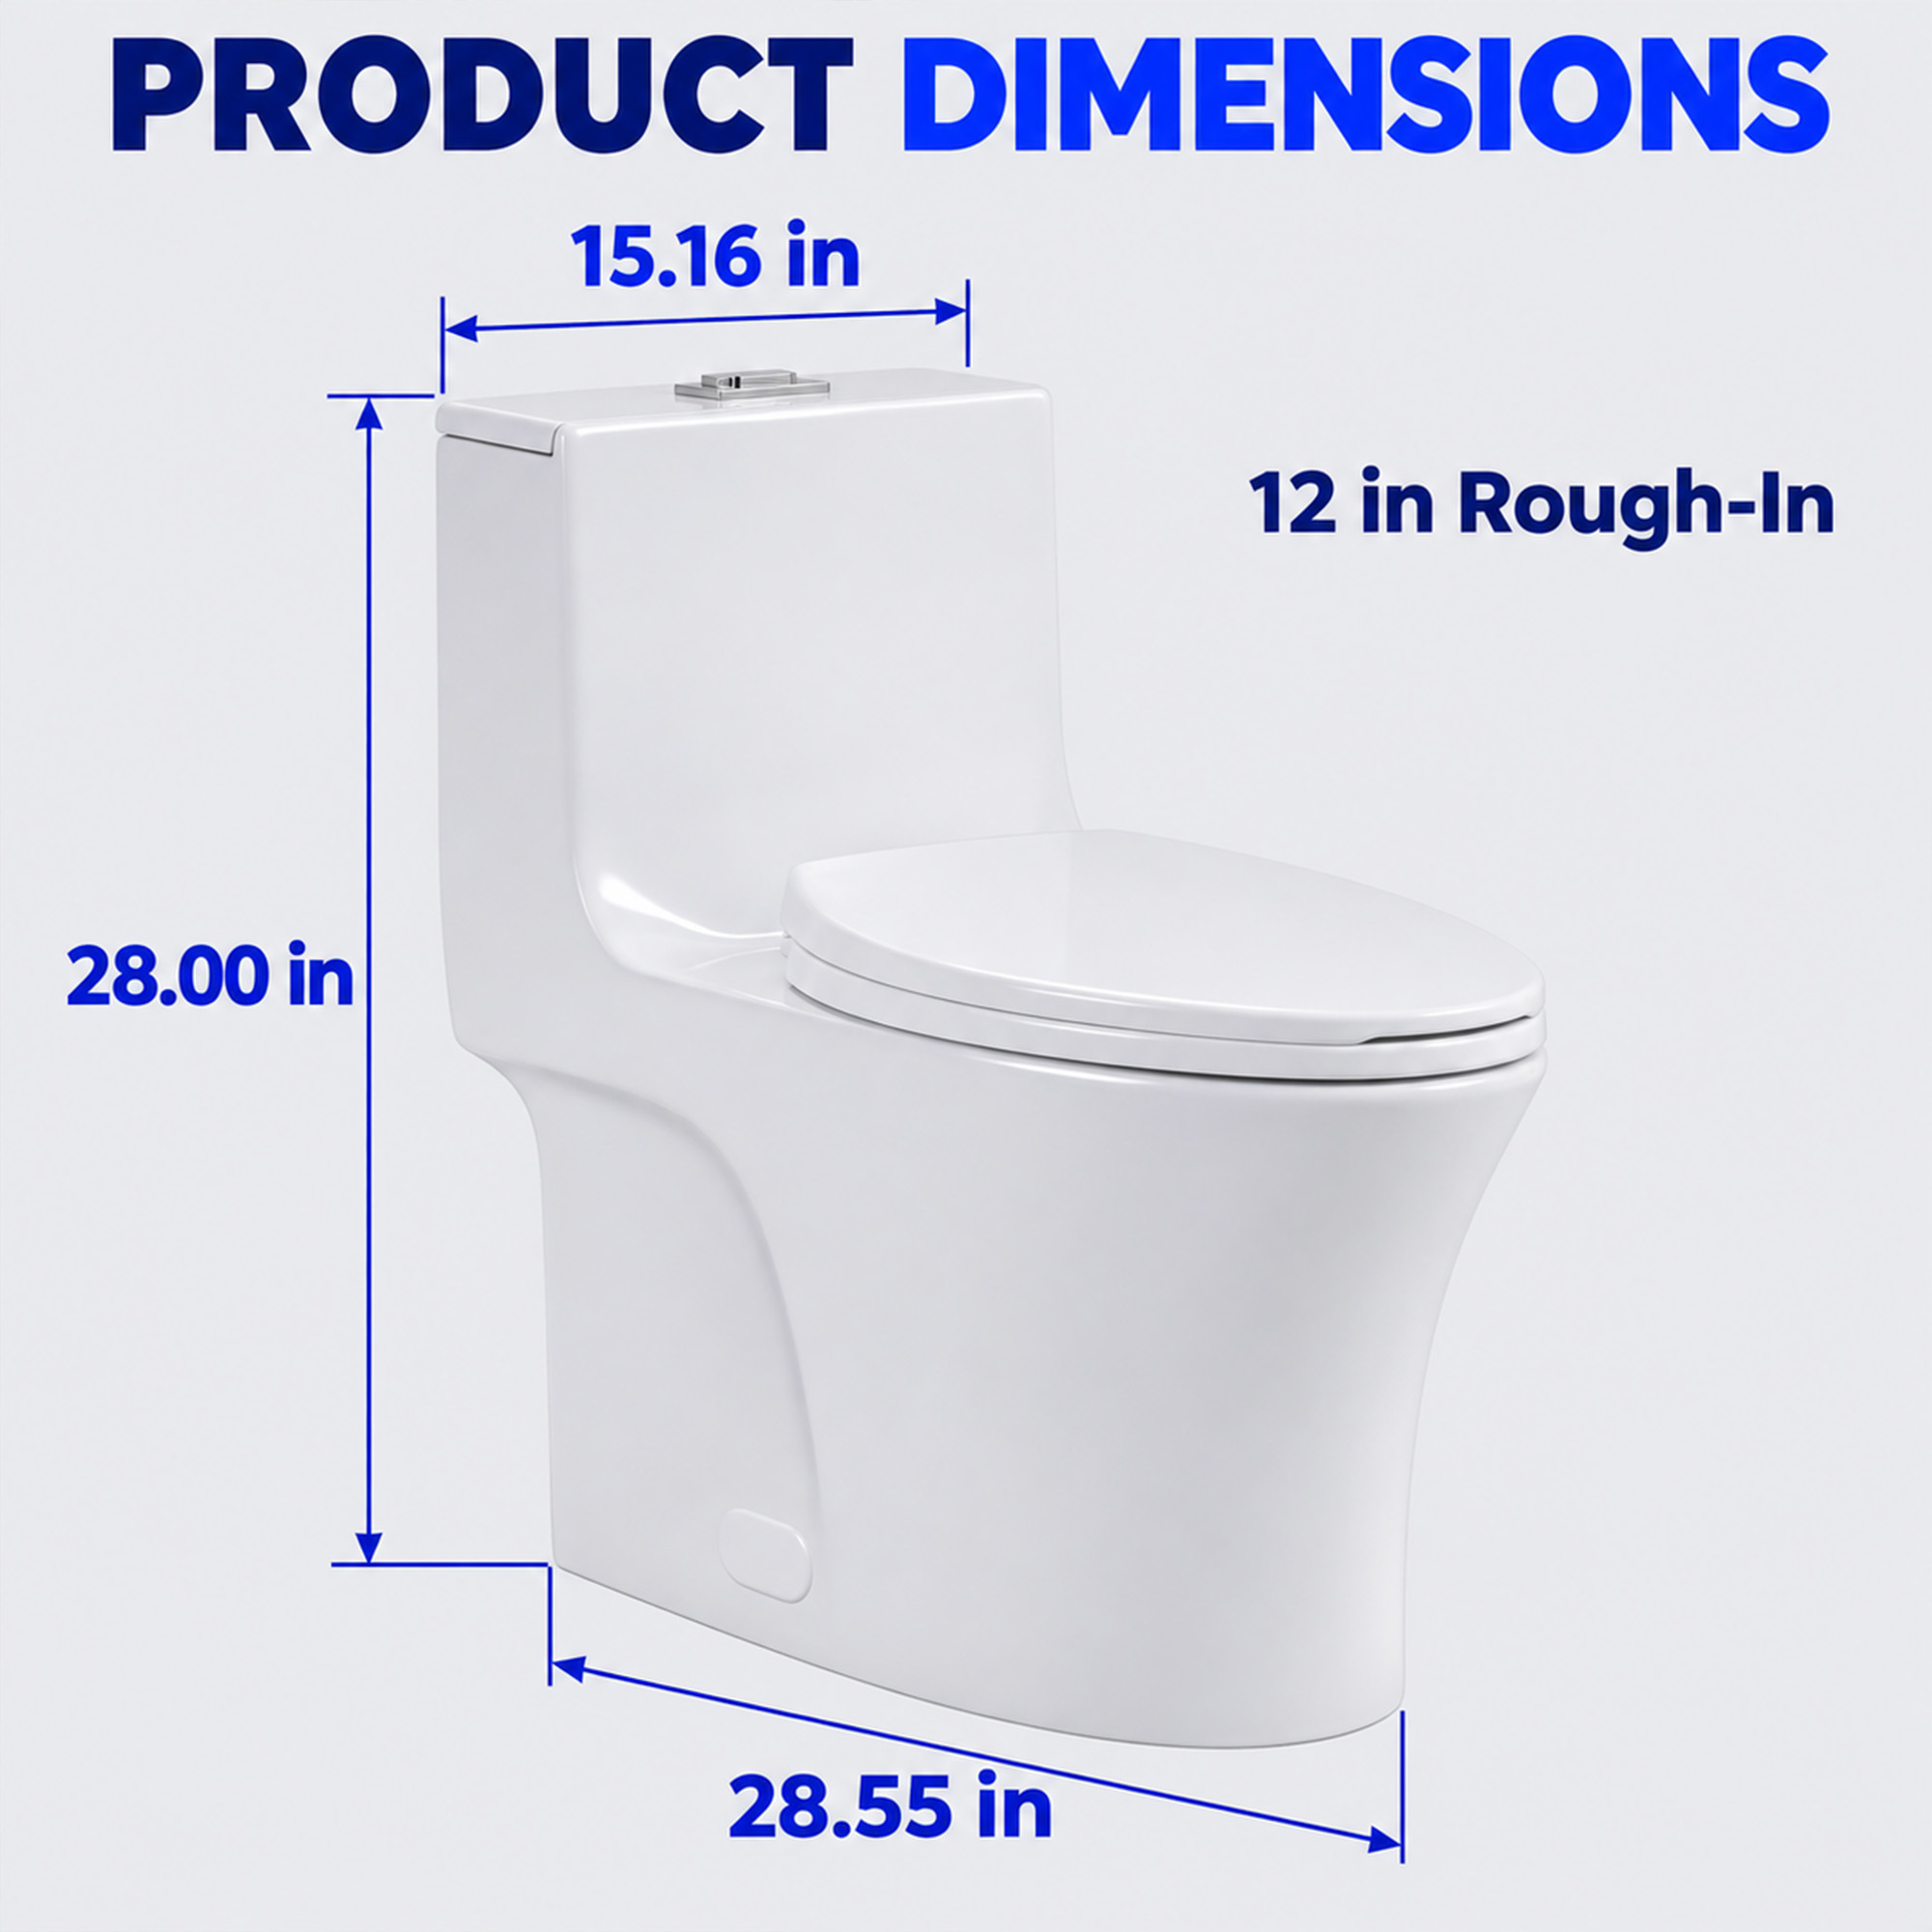 PRODUCT DIMENSIONS
15.16 in
12 in Rough-In
28.00 in
28.55 in